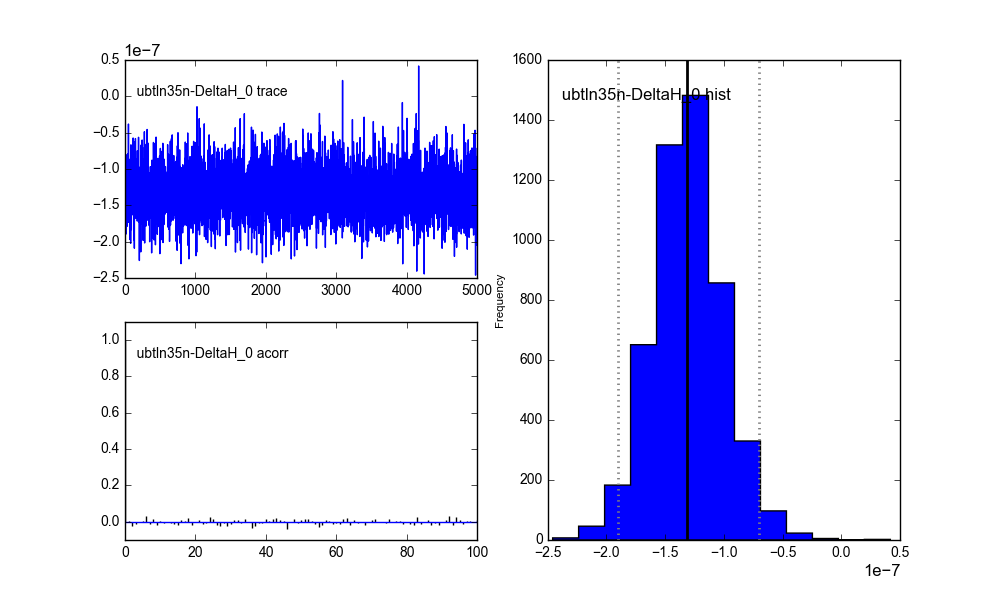 1e−7
0.5
0.0
−0.5
−1.0
−1.5
−2.0
−2.5
ubtln35n-DeltaH_0 trace
0 1000 2000 3000 4000 5000
1.0
0.8
0.6
0.4
0.2
0.0
ubtln35n-DeltaH_0 acorr
0 20 40 60 80 100
Frequency
1600
1400
1200
1000
800
600
400
200
0
ubtln35n-DeltaH_0 hist
−2.5 −2.0 −1.5 −1.0 −0.5 0.0 0.5
1e−7